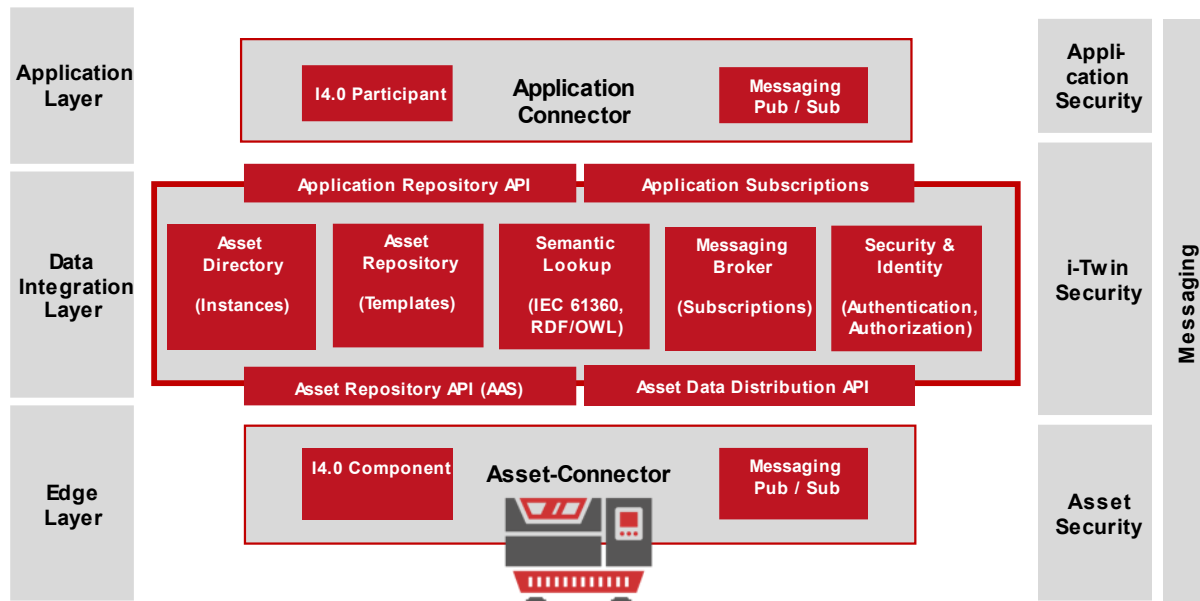 Application
Layer
I4.0 Participant
Application
Connector
Messaging
Pub / Sub
Appli-
cation
Security
Application Repository API
Application Subscriptions
Data
Integration
Layer
Asset
Directory
(Instances)
Asset
Repository
(Templates)
Semantic
Lookup
(IEC 61360,
RDF/OWL)
Messaging
Broker
(Subscriptions)
Security &
Identity
(Authentication,
Authorization)
i-Twin
Security
Messaging
Asset Repository API (AAS)
Asset Data Distribution API
Edge
Layer
I4.0 Component
Asset-Connector
Messaging
Pub / Sub
Asset
Security